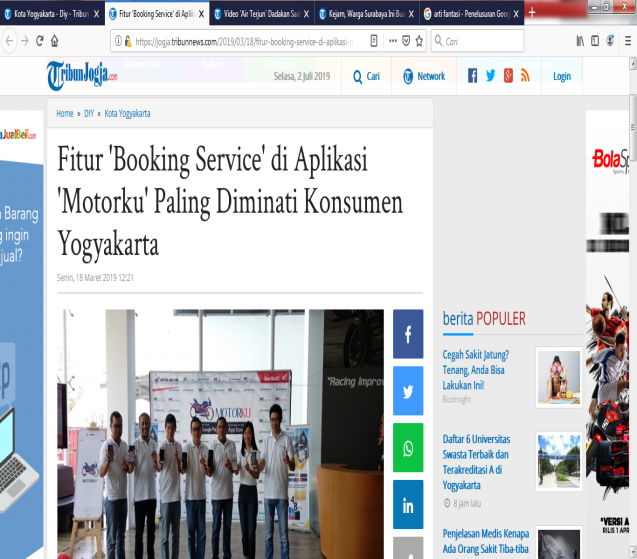 Kota Yogyakarta - Diy - Tribun
Fitur 'Booking Service' di Aplik
Video 'Air Terjun' Dadakan Saa
Kejam, Warga Surabaya Ini Bua
arti fantasi - Penelusuran Goog
https://jogja.tribunnews.com/2019/03/18/fitur-booking-service-di-aplikasi-
Cari
TribunJogja.com
Selasa, 2 Juli 2019
Cari
Network
Login
Home » DIY » Kota Yogyakarta
Fitur 'Booking Service' di Aplikasi
'Motorku' Paling Diminati Konsumen
Yogyakarta
Senin, 18 Maret 2019 12:21
JualBeli.com
Barang
ingin
jual?
MOTORKU
"Racing Improv
berita POPULER
Cegah Sakit Jatung?
Tenang, Anda Bisa
Lakukan Ini!
Bizzinsight
Daftar 6 Universitas
Swasta Terbaik dan
Terakreditasi A di
Yogyakarta
8 jam lalu
Penjelasan Medis Kenapa
Ada Orang Sakit Tiba-tiba
BolaSp
"VERSI A
RILIS 1 APR